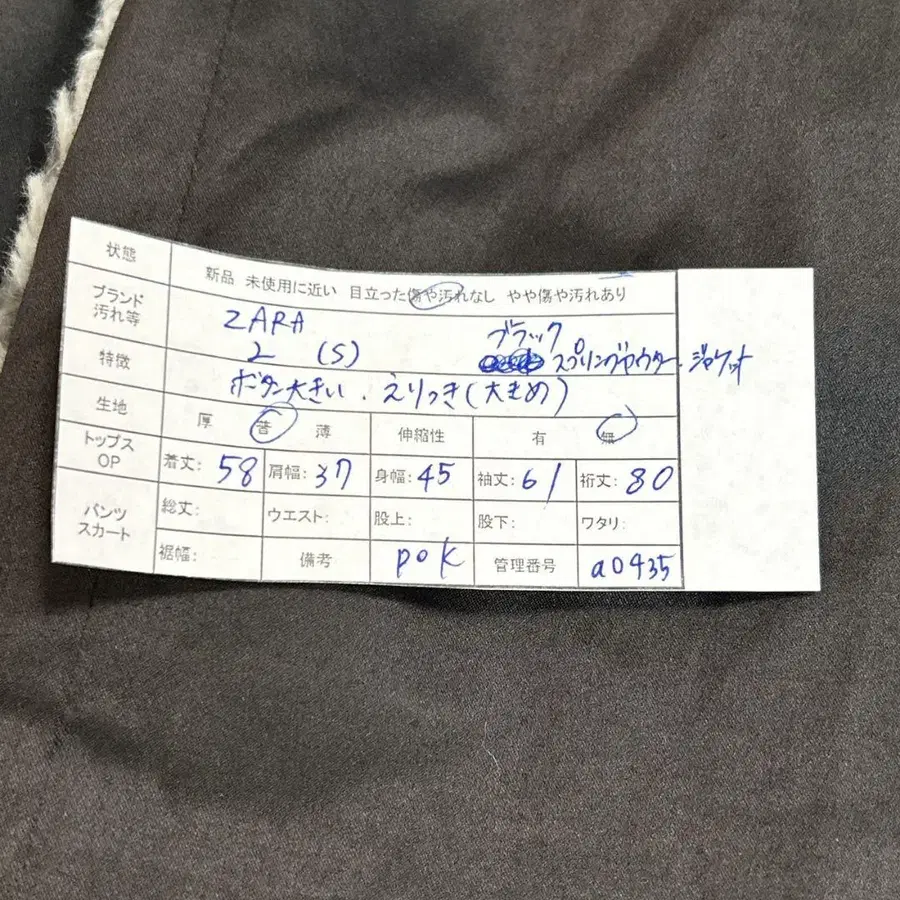 状態 新品 未使用に近い 目立った傷や汚れなし やや傷や汚れあり
ブランド 汚れ等 ZARA ブラック
2 (S) スプリングアウター・ジャケット
特徴 ボタン大きい、えりつき(大きめ)
生地 厚 普 薄 伸縮性 有 無
トップス OP 着丈:58 肩幅:37 身幅:45 袖丈:61 裄丈:80
パンツ スカート 総丈: ウエスト: 股上: 股下: ワタリ:
裾幅: 備考 pok 管理番号 a0435